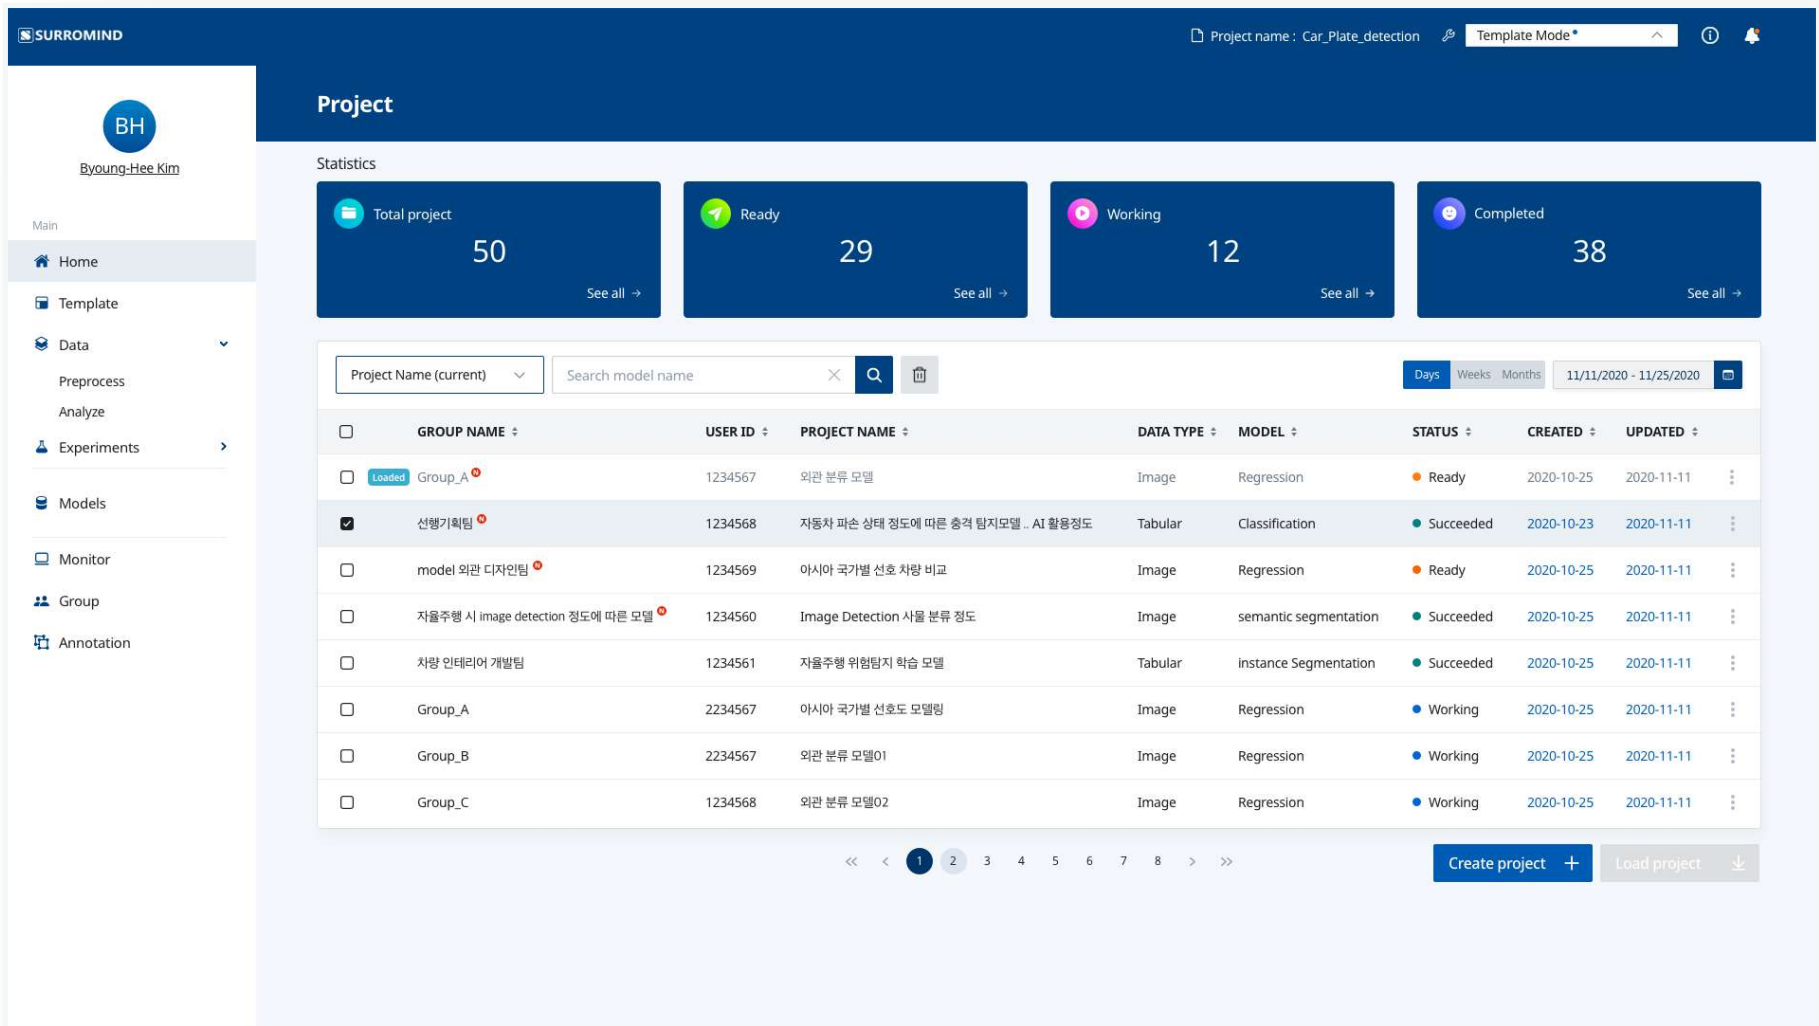 SURROMIND
Project name : Car_Plate_detection
Template Mode
BH
Byoung-Hee Kim
Main
Home
Template
Data
Preprocess
Analyze
Experiments
Models
Monitor
Group
Annotation
Project
Statistics
Total project
50
See all →
Ready
29
See all →
Working
12
See all →
Completed
38
See all →
Project Name (current)
Search model name
Days Weeks Months
11/11/2020 - 11/25/2020
GROUP NAME USER ID PROJECT NAME DATA TYPE MODEL STATUS CREATED UPDATED
Loaded Group_A N 1234567 외관 분류 모델 Image Regression Ready 2020-10-25 2020-11-11
선행기획팀 N 1234568 자동차 파손 상태 정도에 따른 충격 탐지모델 .. AI 활용정도 Tabular Classification Succeeded 2020-10-23 2020-11-11
model 외관 디자인팀 N 1234569 아시아 국가별 선호 차량 비교 Image Regression Ready 2020-10-25 2020-11-11
자율주행 시 image detection 정도에 따른 모델 N 1234560 Image Detection 사물 분류 정도 Image semantic segmentation Succeeded 2020-10-25 2020-11-11
차량 인테리어 개발팀 1234561 자율주행 위험탐지 학습 모델 Tabular instance Segmentation Succeeded 2020-10-25 2020-11-11
Group_A 2234567 아시아 국가별 선호도 모델링 Image Regression Working 2020-10-25 2020-11-11
Group_B 2234567 외관 분류 모델01 Image Regression Working 2020-10-25 2020-11-11
Group_C 1234568 외관 분류 모델02 Image Regression Working 2020-10-25 2020-11-11
<< < 1 2 3 4 5 6 7 8 > >>
Create project +
Load project